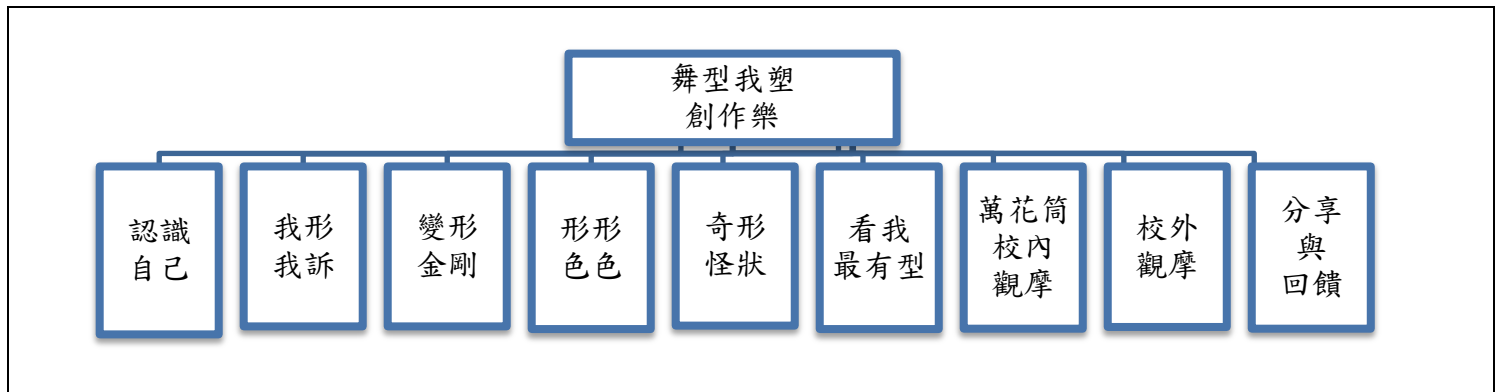 舞型我塑
創作樂
認識
自己
我形
我訴
變形
金剛
形形
色色
奇形
怪狀
看我
最有型
萬花筒
校內
觀摩
校外
觀摩
分享
與
回饋